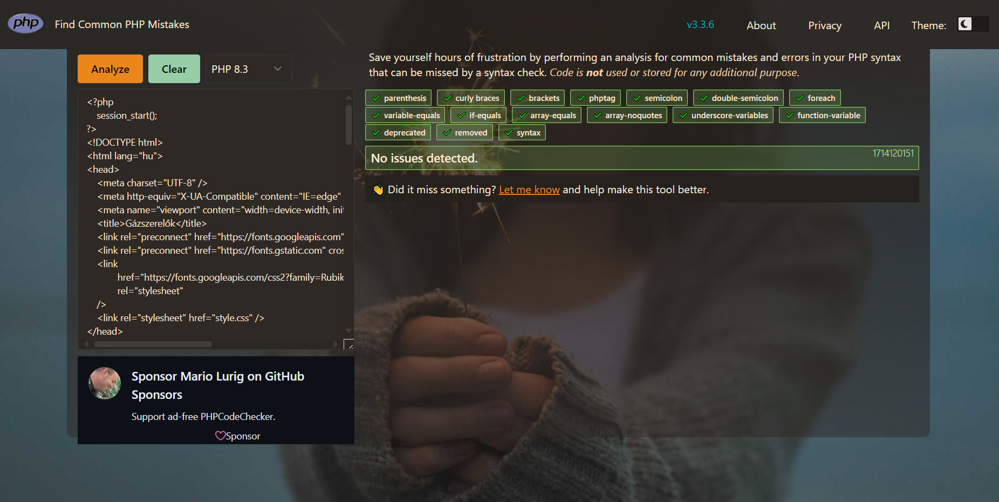 php Find Common PHP Mistakes v3.3.6 About Privacy API Theme:
Analyze Clear PHP 8.3
<?php
session_start();
?>
<!DOCTYPE html>
<html lang="hu">
<head>
<meta charset="UTF-8" />
<meta http-equiv="X-UA-Compatible" content="IE=edge"
<meta name="viewport" content="width=device-width, init
<title>Gázszerelők</title>
<link rel="preconnect" href="https://fonts.googleapis.com"
<link rel="preconnect" href="https://fonts.gstatic.com" cros
<link
href="https://fonts.googleapis.com/css2?family=Rubik
rel="stylesheet"
/>
<link rel="stylesheet" href="style.css" />
</head>
Sponsor Mario Lurig on GitHub
Sponsors
Support ad-free PHPCodeChecker.
Sponsor
Save yourself hours of frustration by performing an analysis for common mistakes and errors in your PHP syntax
that can be missed by a syntax check. Code is not used or stored for any additional purpose.
parenthesis curly braces brackets phptag semicolon double-semicolon foreach
variable-equals if-equals array-equals array-noquotes underscore-variables function-variable
deprecated removed syntax
No issues detected. 1714120151
👋 Did it miss something? Let me know and help make this tool better.